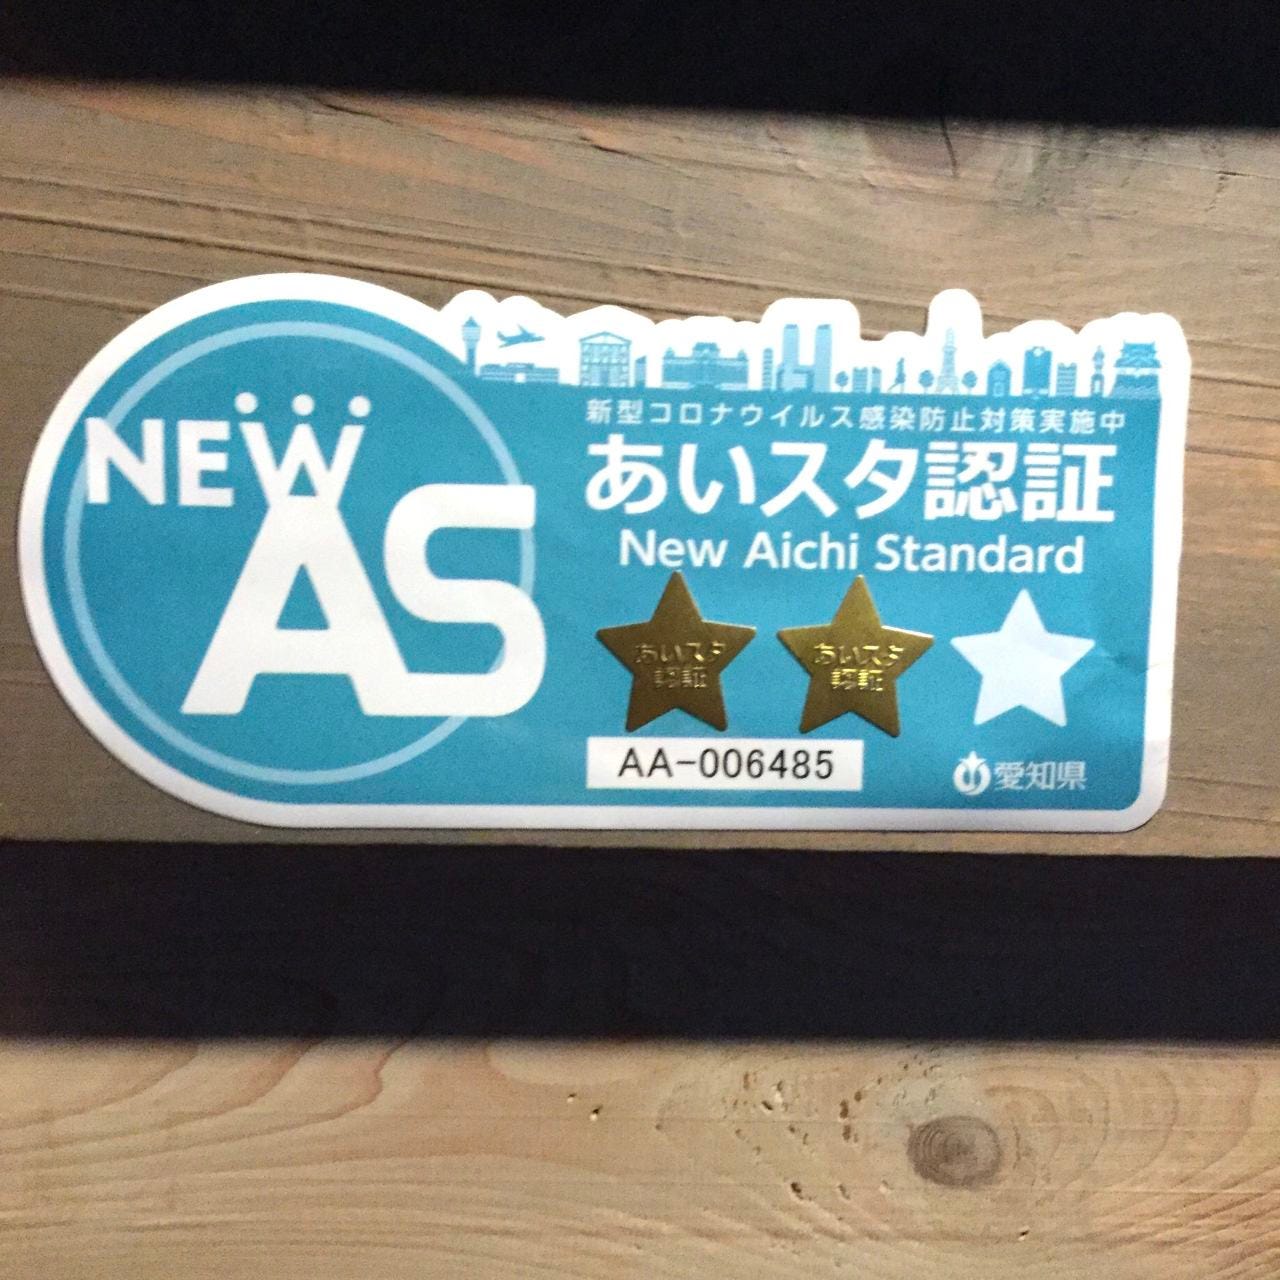 NEW
AS
新型コロナウイルス感染防止対策実施中
あいスタ認証
New Aichi Standard
あいスタ
認証
あいスタ
認証
AA-006485
愛知県